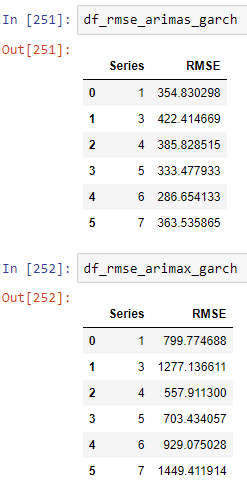 In [251]: df_rmse_arimas_garch
Out[251]:
Series RMSE
0 1 354.830298
1 3 422.414669
2 4 385.828515
3 5 333.477933
4 6 286.654133
5 7 363.535865
In [252]: df_rmse_arimax_garch
Out[252]:
Series RMSE
0 1 799.774688
1 3 1277.136611
2 4 557.911300
3 5 703.434057
4 6 929.075028
5 7 1449.411914